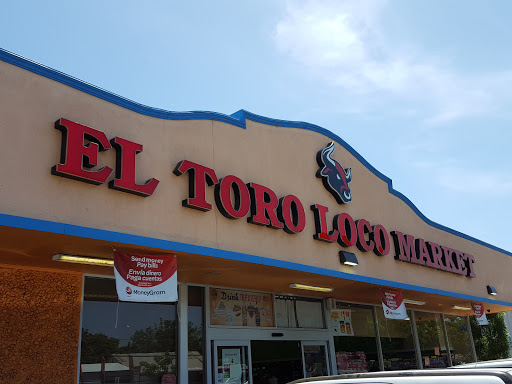 EL TORO LOCO MARKET
Send money
Pay bills
Envía dinero
Paga cuentas
MoneyGram